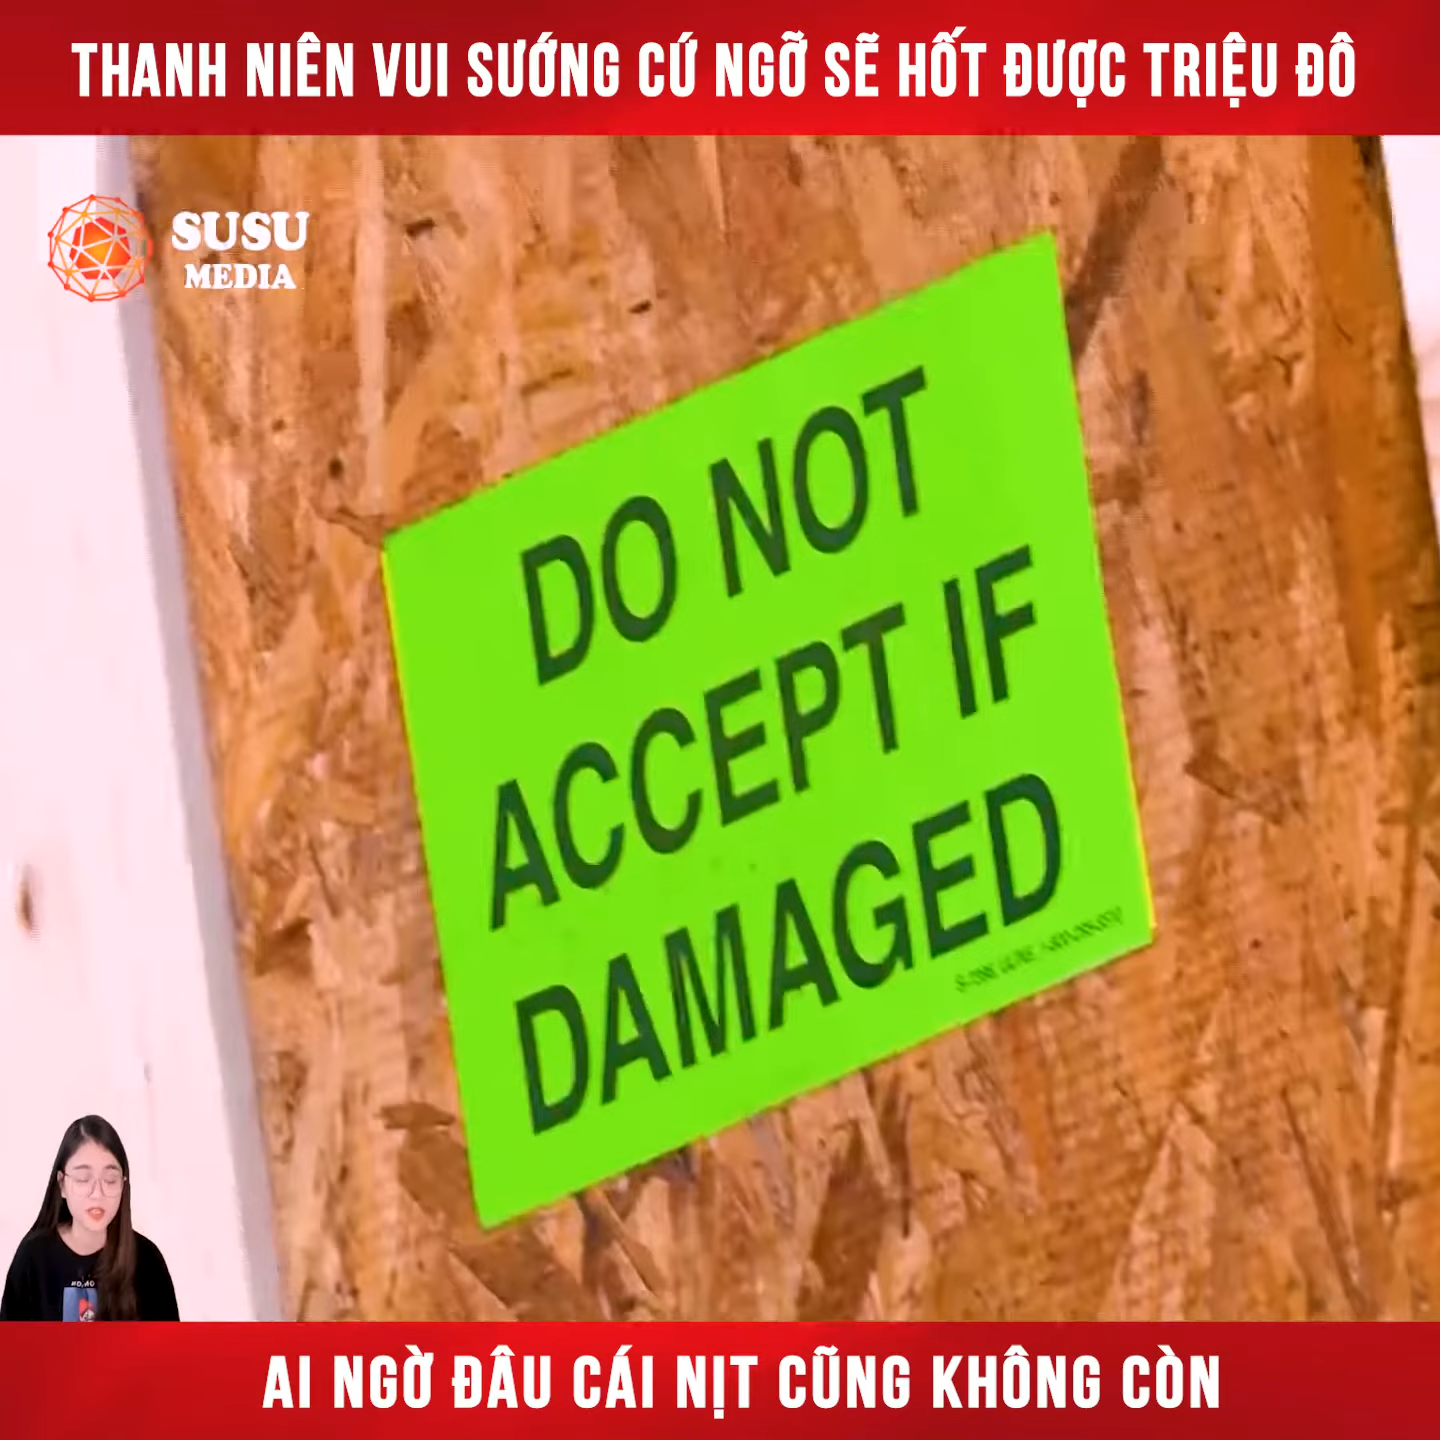 THANH NIÊN VUI SƯỚNG CỨ NGỠ SẼ HỐT ĐƯỢC TRIỆU ĐÔ
SUSU
MEDIA
DO NOT
ACCEPT IF
DAMAGED
AI NGỜ ĐÂU CÁI NỊT CŨNG KHÔNG CÒN